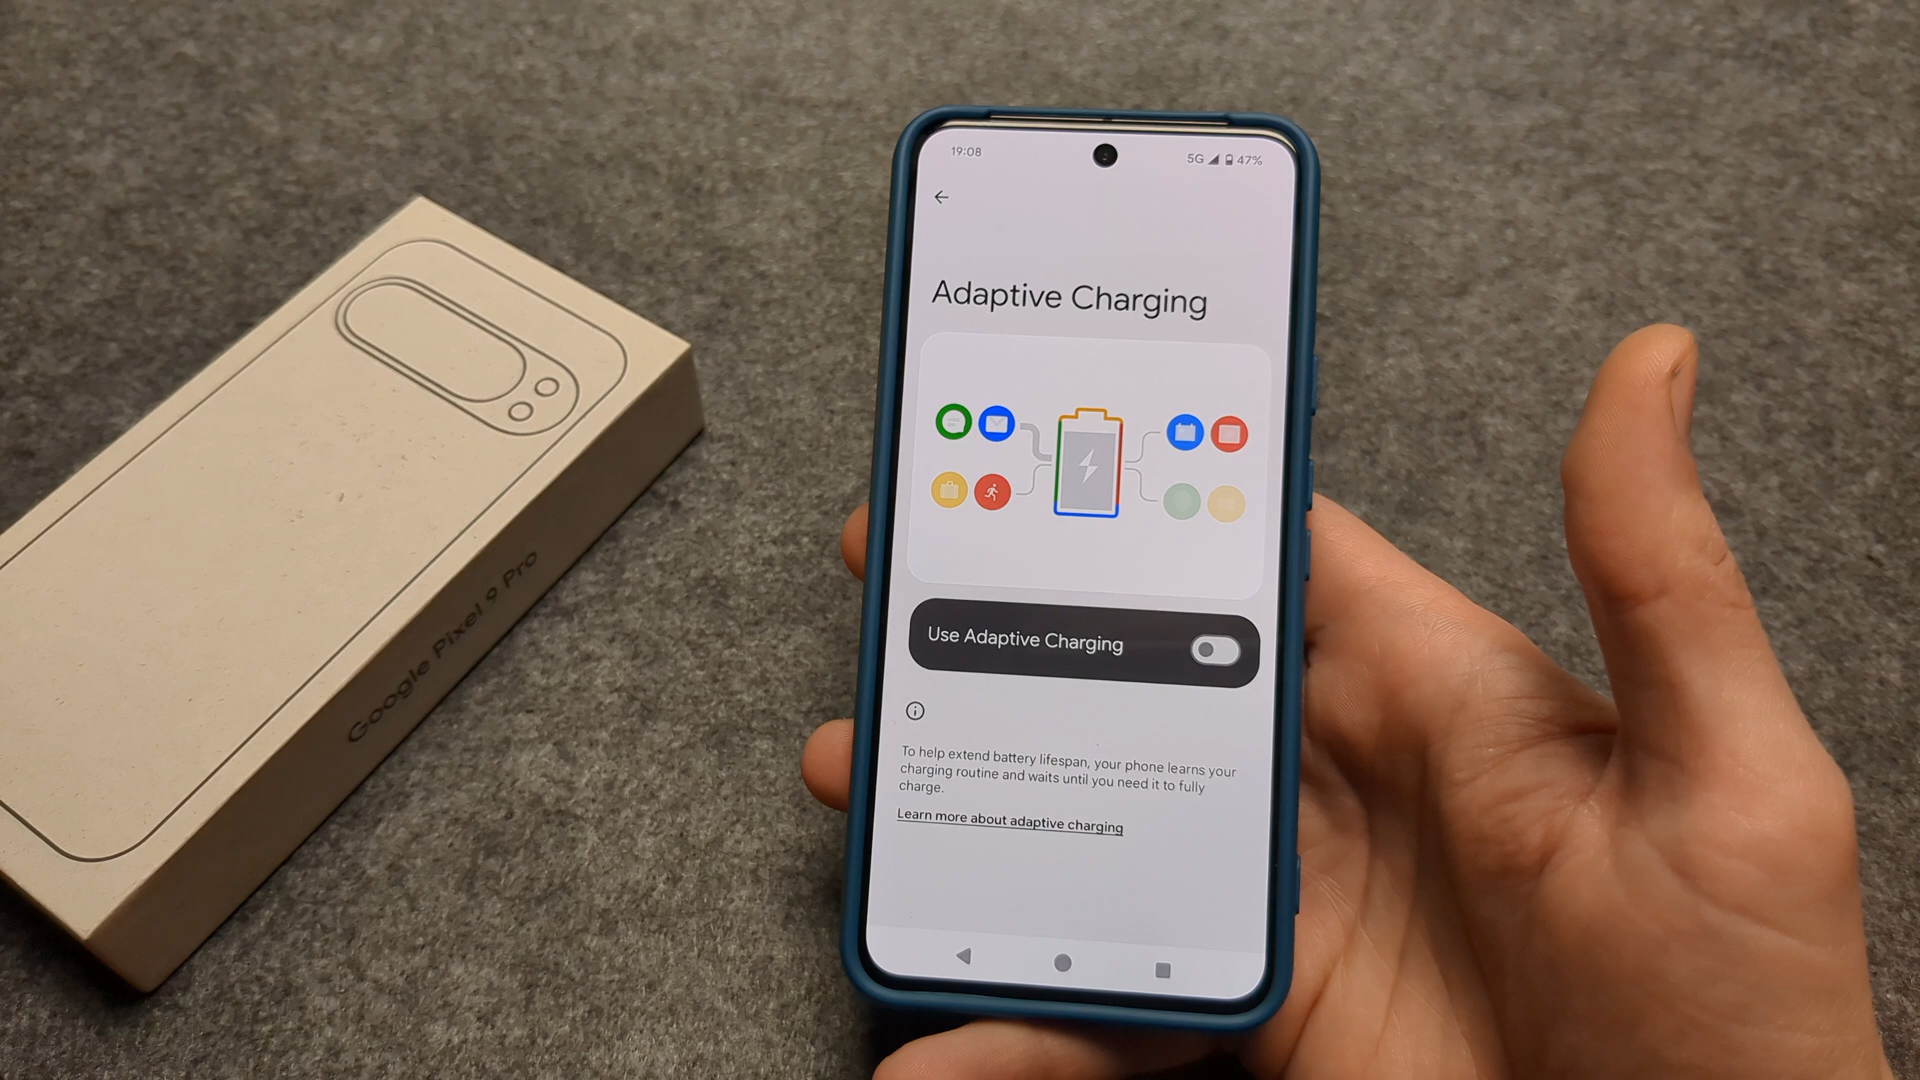 19:08
5G 47%
Adaptive Charging
Use Adaptive Charging
To help extend battery lifespan, your phone learns your
charging routine and waits until you need it to fully
charge.
Learn more about adaptive charging
Google Pixel 9 Pro